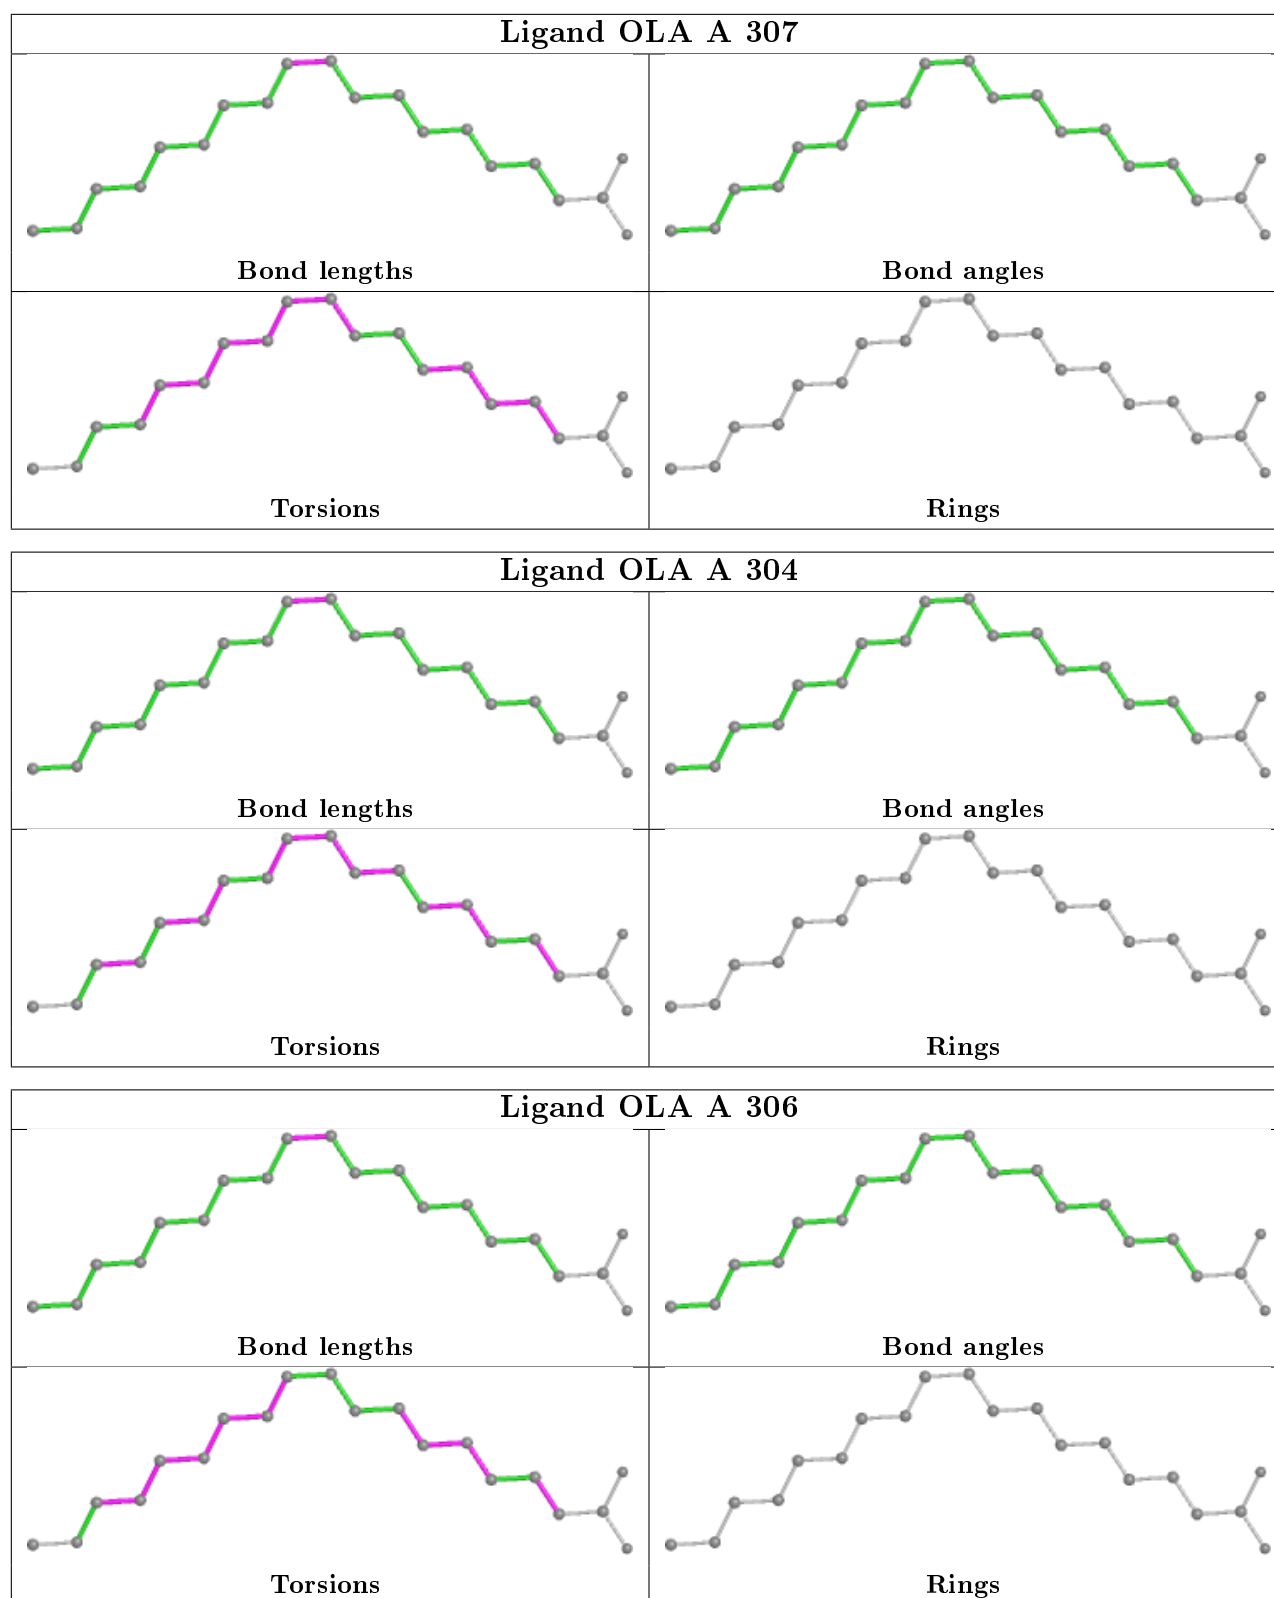 Ligand OLA A 307
Bond lengths
Bond angles
Torsions
Rings
Ligand OLA A 304
Bond lengths
Bond angles
Torsions
Rings
Ligand OLA A 306
Bond lengths
Bond angles
Torsions
Rings